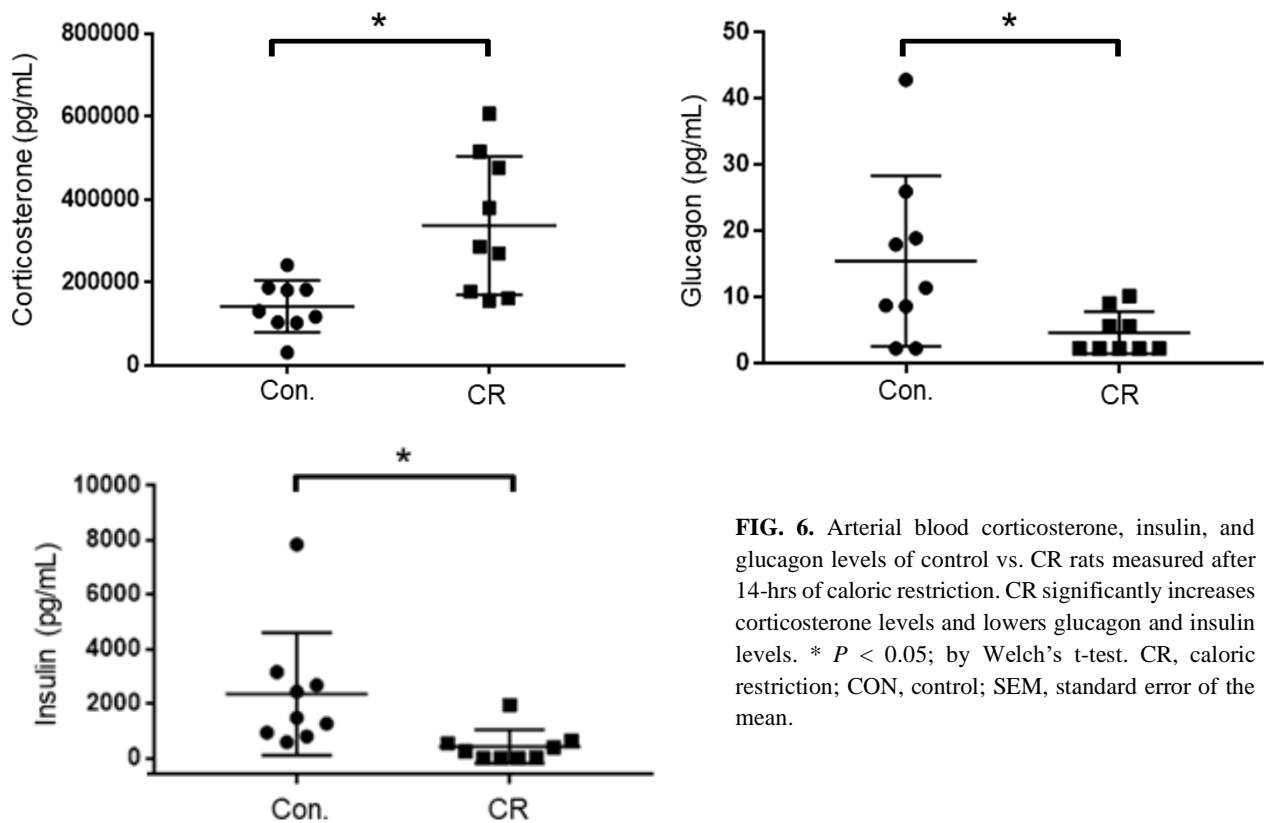 *
800000
600000
400000
200000
0
Corticosterone (pg/mL)
Con.
CR
*
50
40
30
20
10
0
Glucagon (pg/mL)
Con.
CR
*
10000
8000
6000
4000
2000
0
Insulin (pg/mL)
Con.
CR
FIG. 6. Arterial blood corticosterone, insulin, and
glucagon levels of control vs. CR rats measured after
14-hrs of caloric restriction. CR significantly increases
corticosterone levels and lowers glucagon and insulin
levels. * P < 0.05; by Welch's t-test. CR, caloric
restriction; CON, control; SEM, standard error of the
mean.